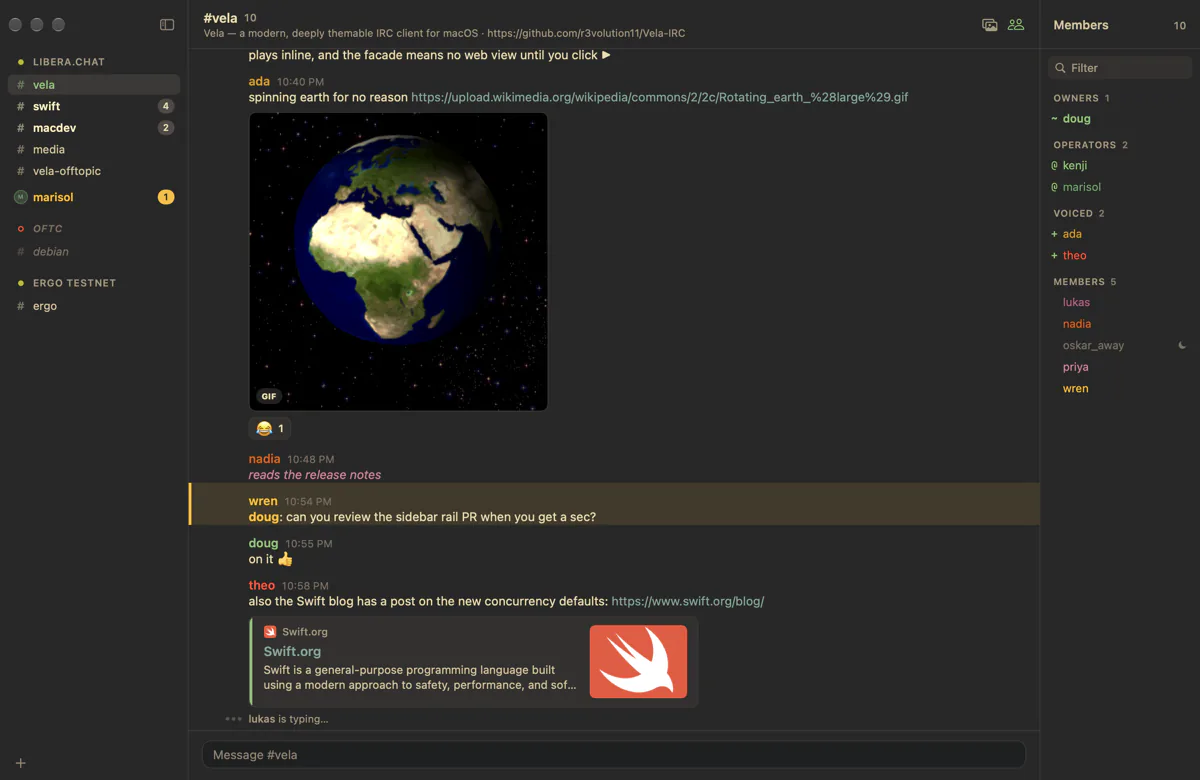 LIBERA.CHAT
# vela
# swift 4
# macdev 2
# media
# vela-offtopic
M marisol 1
OFTC
# debian
ERGO TESTNET
# ergo
+
#vela 10
Vela — a modern, deeply themable IRC client for macOS · https://github.com/r3volution11/Vela-IRC
plays inline, and the facade means no web view until you click ▶
ada 10:40 PM
spinning earth for no reason https://upload.wikimedia.org/wikipedia/commons/2/2c/Rotating_earth_%28large%29.gif
GIF
😂 1
nadia 10:48 PM
reads the release notes
wren 10:54 PM
doug: can you review the sidebar rail PR when you get a sec?
doug 10:55 PM
on it 👍
theo 10:58 PM
also the Swift blog has a post on the new concurrency defaults: https://www.swift.org/blog/
Swift.org
Swift.org
Swift is a general-purpose programming language built
using a modern approach to safety, performance, and sof...
lukas is typing...
Message #vela
Members 10
Filter
OWNERS 1
~ doug
OPERATORS 2
@ kenji
@ marisol
VOICED 2
+ ada
+ theo
MEMBERS 5
lukas
nadia
oskar_away
priya
wren